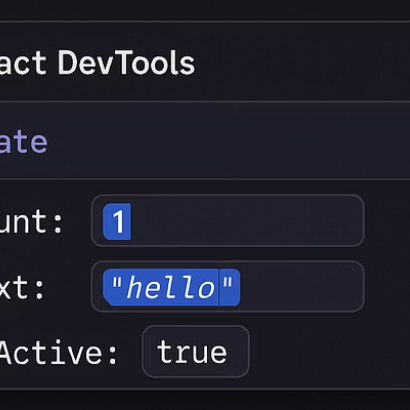 act DevTools
ate
unt: 1
xt: "hello"
Active: true